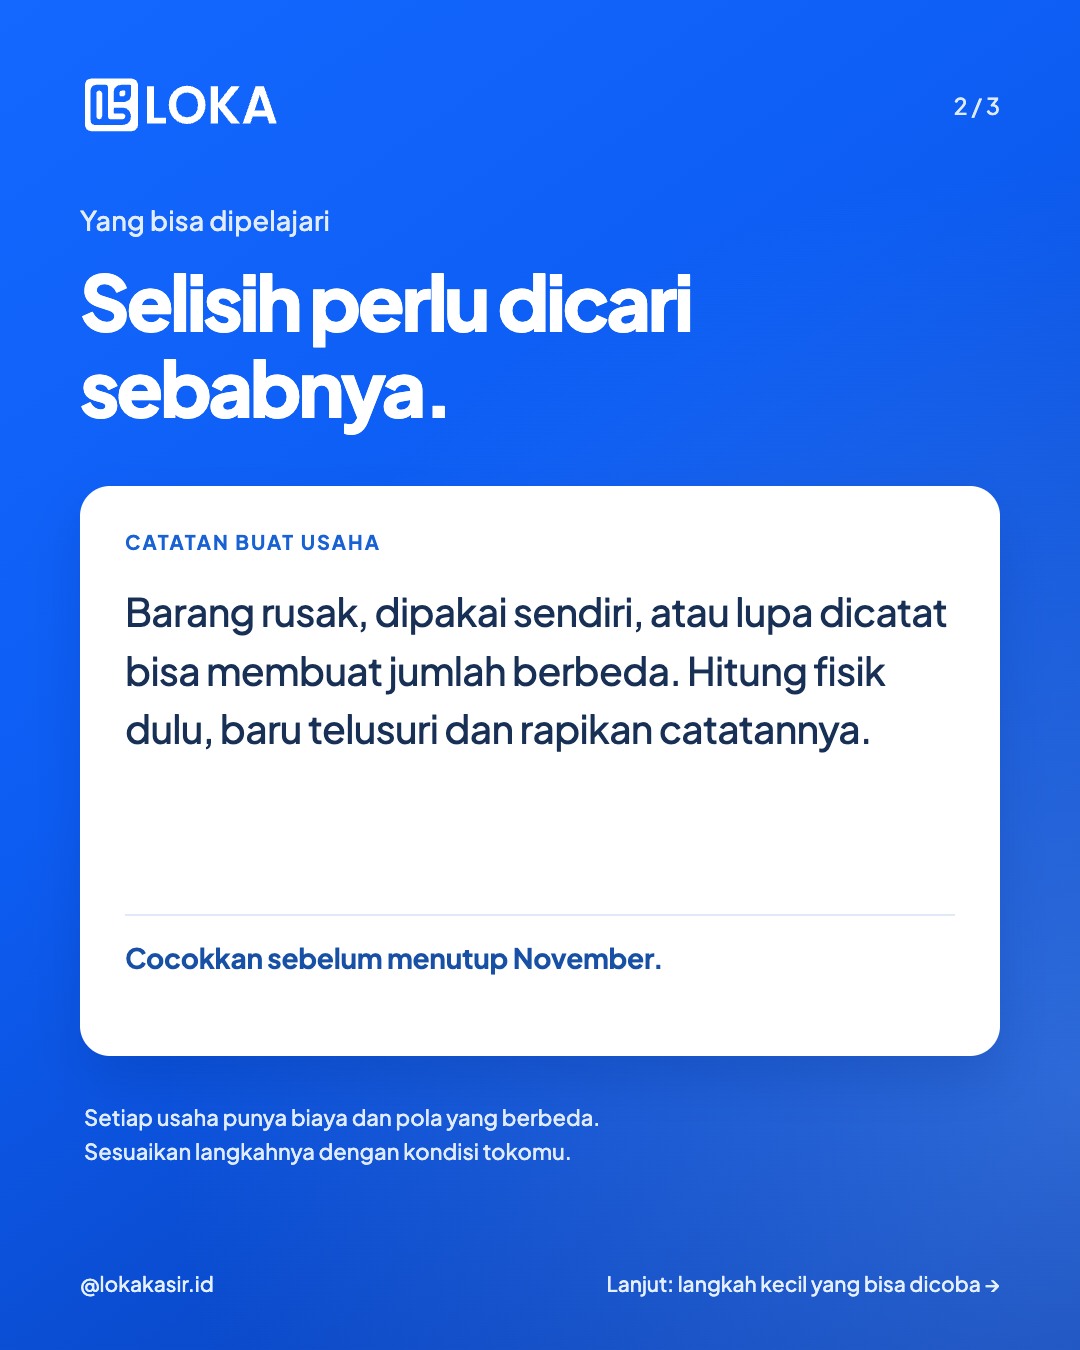 LOKA
2 / 3
Yang bisa dipelajari
Selisih perlu dicari
sebabnya.
CATATAN BUAT USAHA
Barang rusak, dipakai sendiri, atau lupa dicatat
bisa membuat jumlah berbeda. Hitung fisik
dulu, baru telusuri dan rapikan catatannya.
Cocokkan sebelum menutup November.
Setiap usaha punya biaya dan pola yang berbeda.
Sesuaikan langkahnya dengan kondisi tokomu.
@lokakasir.id
Lanjut: langkah kecil yang bisa dicoba →